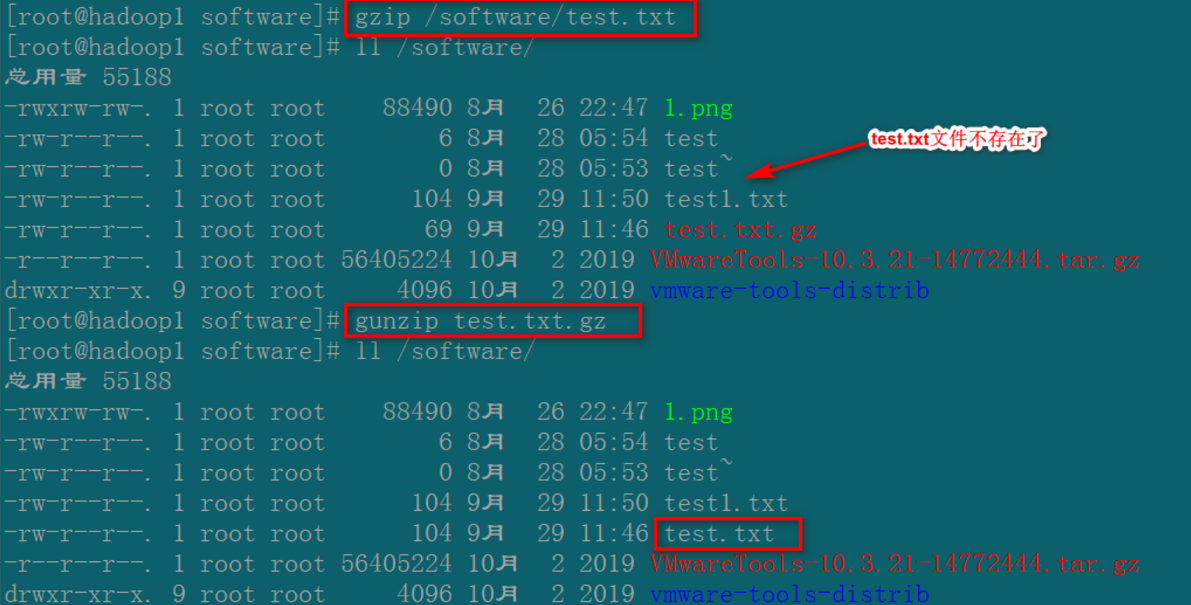 [root@hadoop1 software]# gzip /software/test.txt
[root@hadoop1 software]# ll /software/
总用量 55188
-rwxrw-rw-. 1 root root    88490 8月  26 22:47 1.png
-rw-r--r--. 1 root root        6 8月  28 05:54 test
test.txt文件不存在了
-rw-r--r--. 1 root root        0 8月  28 05:53 test~
-rw-r--r--. 1 root root      104 9月  29 11:50 test1.txt
-rw-r--r--. 1 root root       69 9月  29 11:46 test.txt.gz
-r--r--r--. 1 root root 56405224 10月  2 2019 VMwareTools-10.3.21-14772444.tar.gz
drwxr-xr-x. 9 root root     4096 10月  2 2019 vmware-tools-distrib
[root@hadoop1 software]# gunzip test.txt.gz
[root@hadoop1 software]# ll /software/
总用量 55188
-rwxrw-rw-. 1 root root    88490 8月  26 22:47 1.png
-rw-r--r--. 1 root root        6 8月  28 05:54 test
-rw-r--r--. 1 root root        0 8月  28 05:53 test~
-rw-r--r--. 1 root root      104 9月  29 11:50 test1.txt
-rw-r--r--. 1 root root      104 9月  29 11:46 test.txt
-r--r--r--. 1 root root 56405224 10月  2 2019 VMwareTools-10.3.21-14772444.tar.gz
drwxr-xr-x. 9 root root     4096 10月  2 2019 vmware-tools-distrib